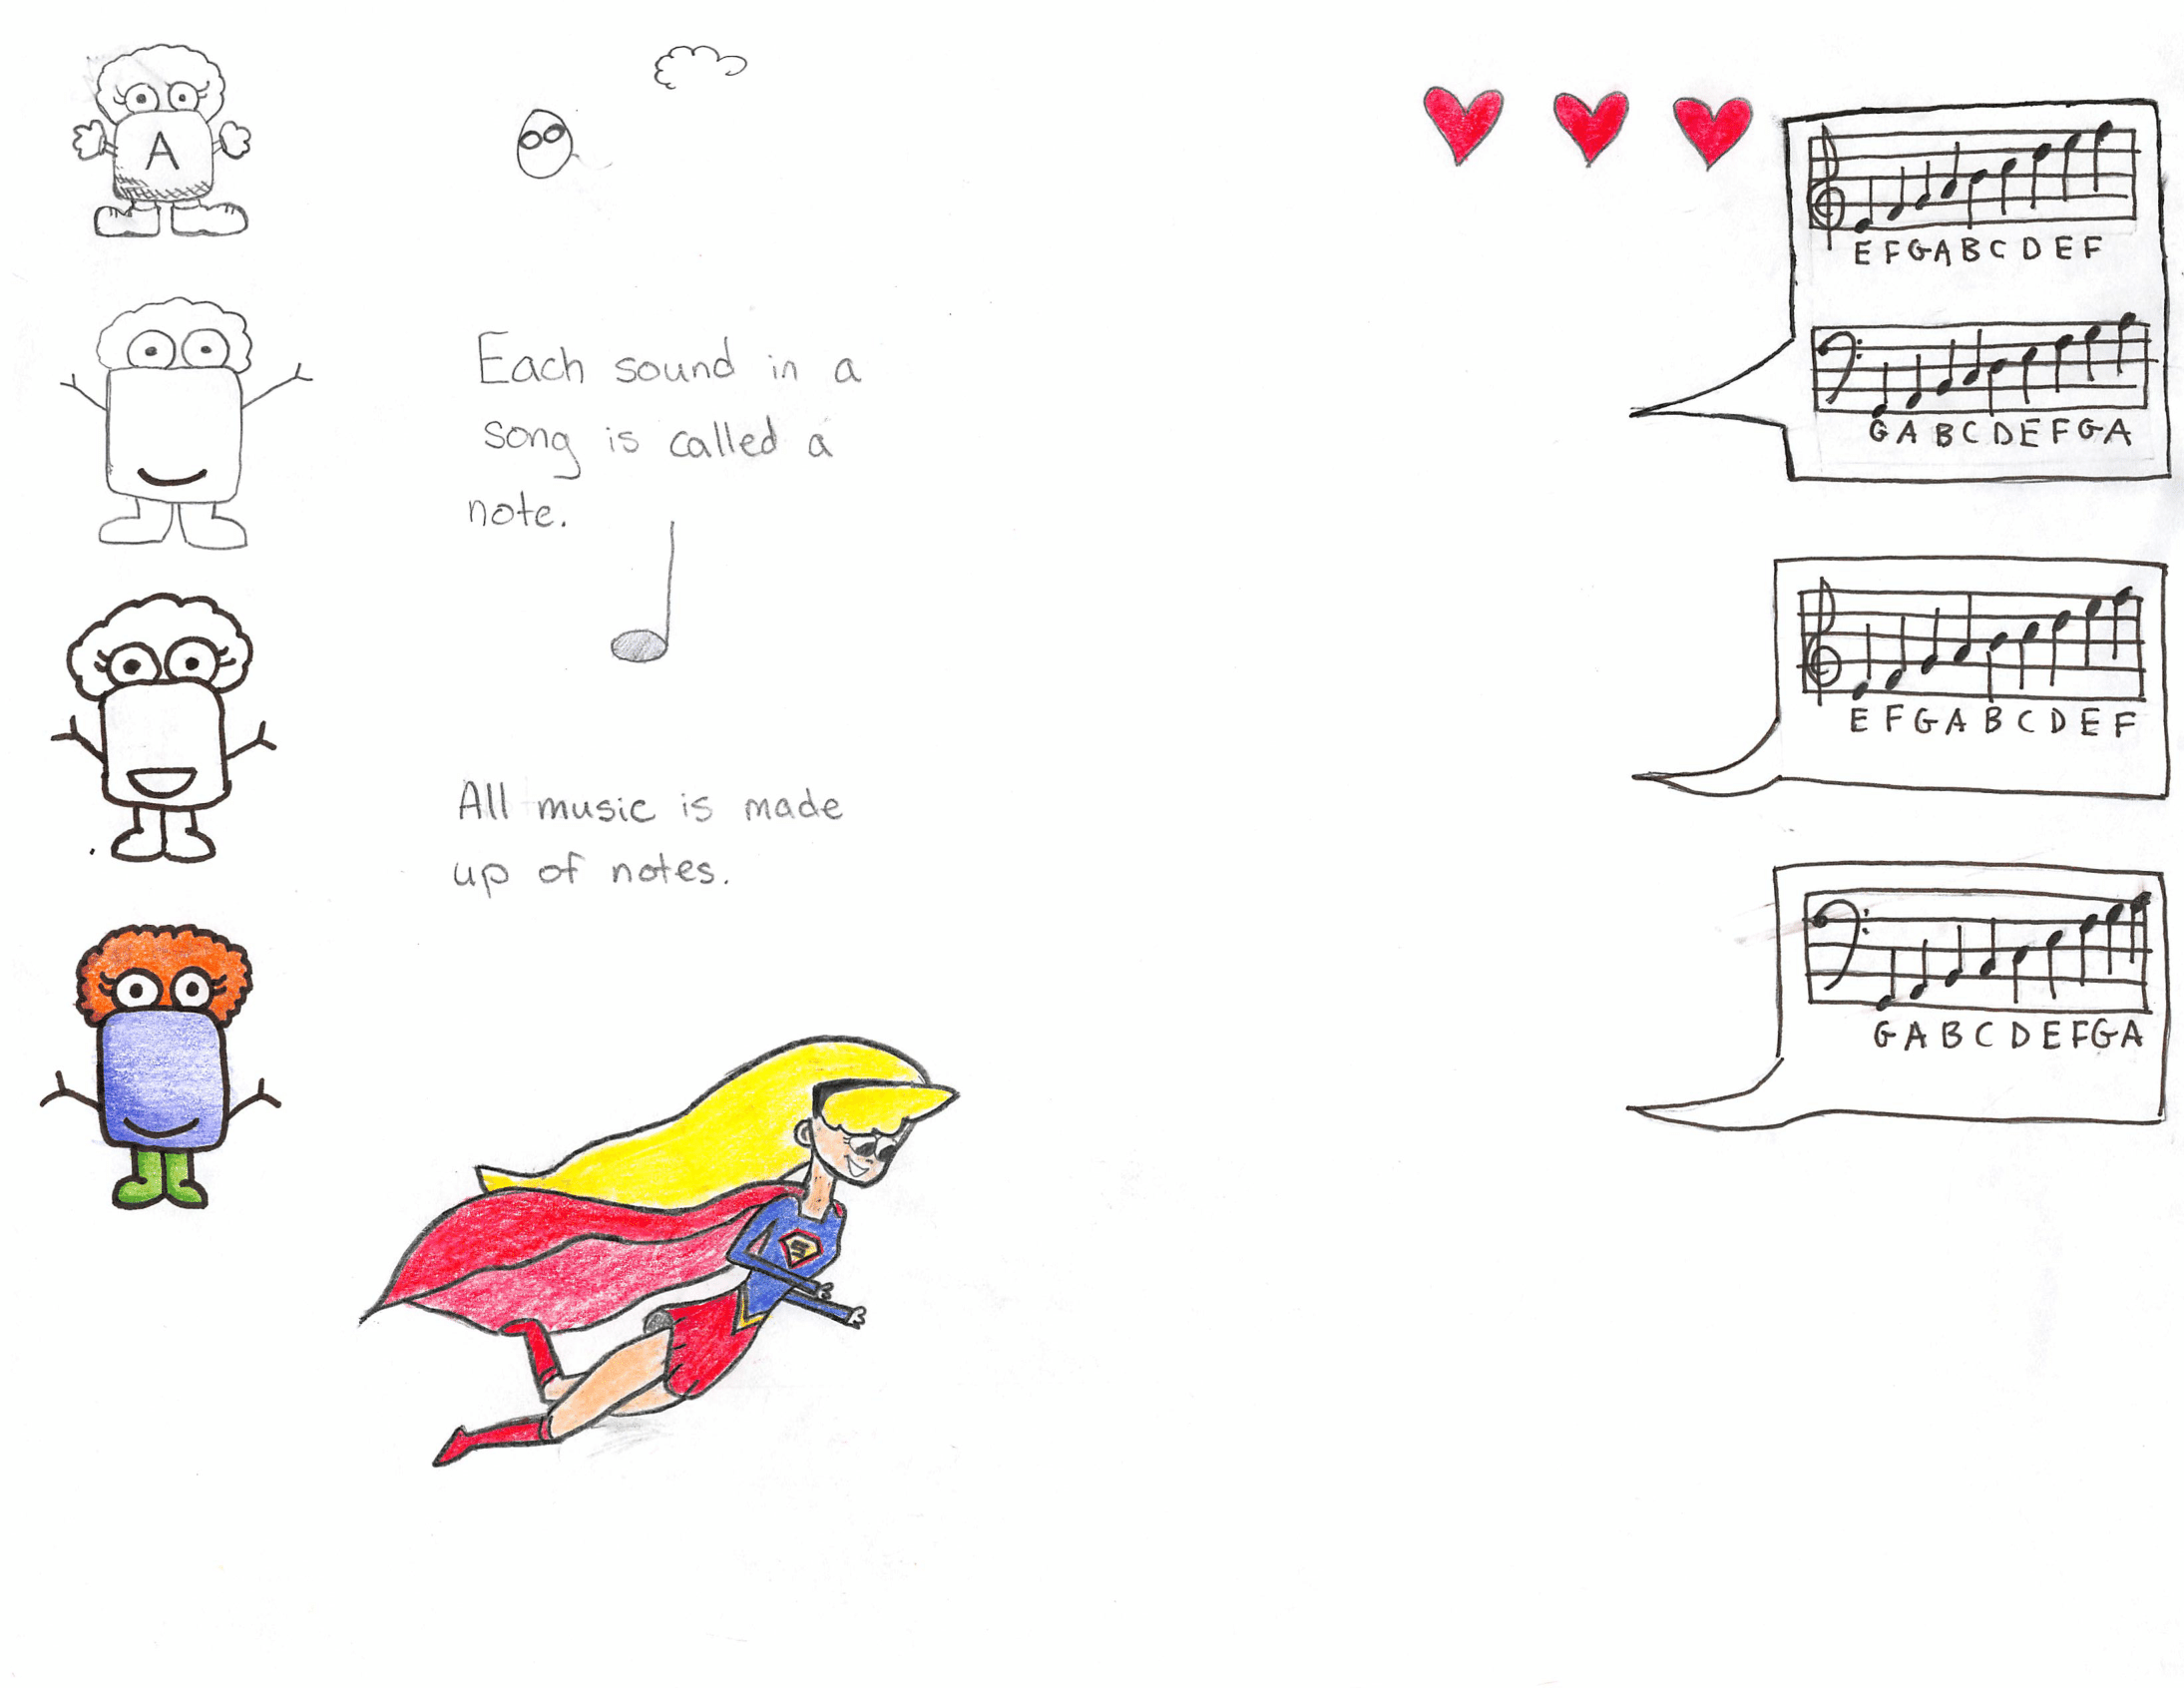 A
Each sound in a
song is called a
note.
All music is made
up of notes.
S
E F G A B C D E F
G A B C D E F G A
E F G A B C D E F
G A B C D E F G A